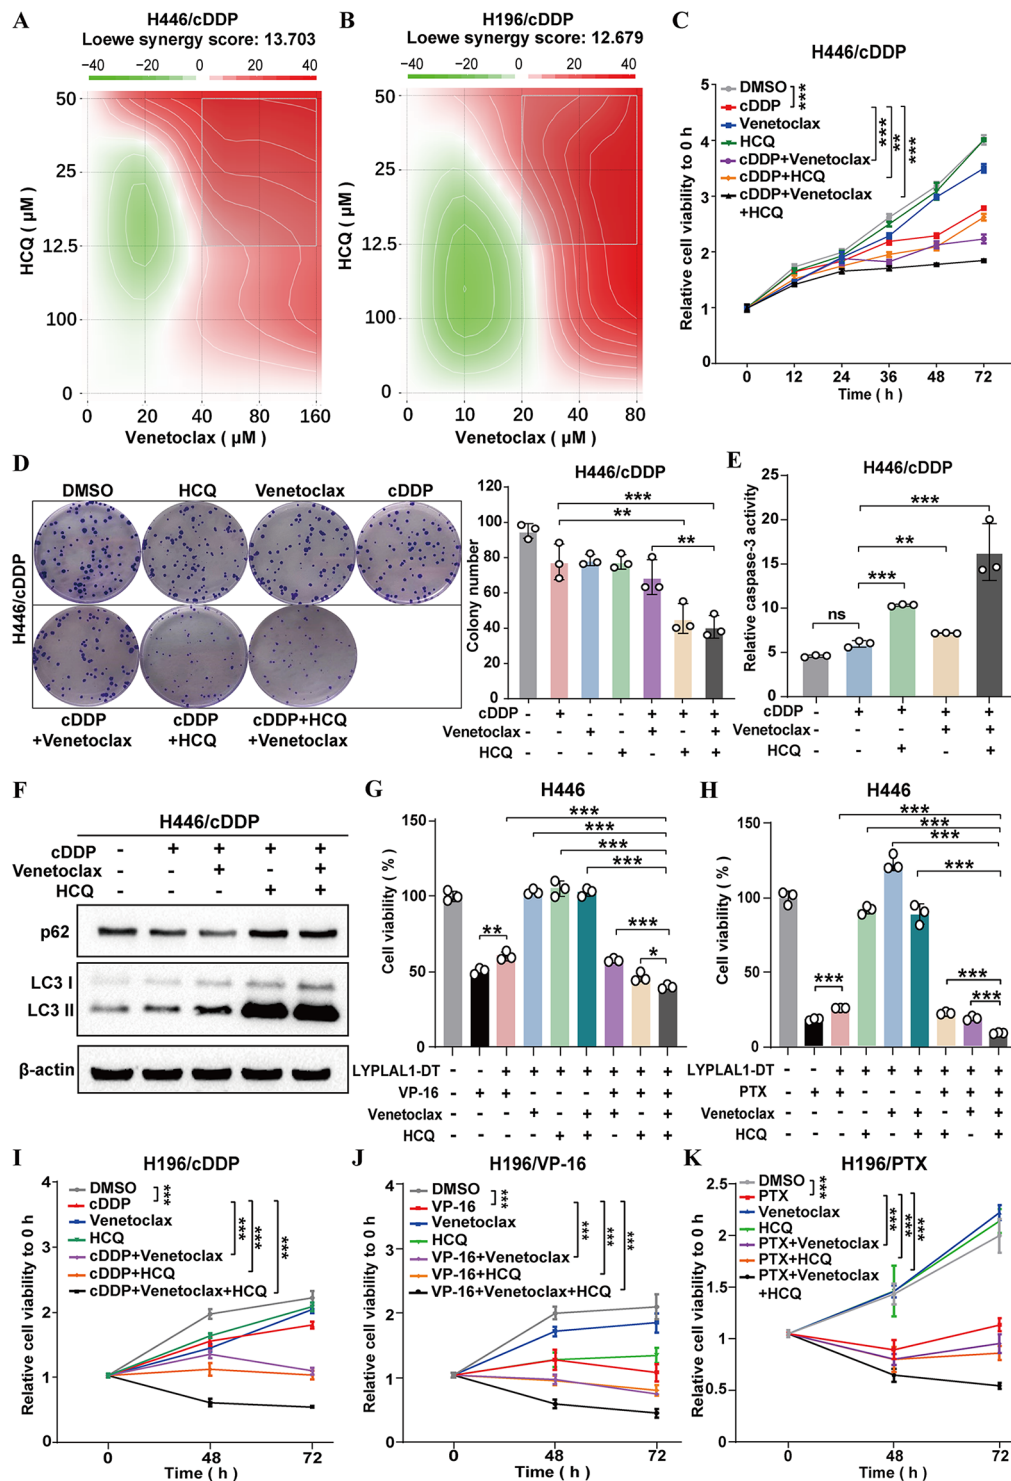 A
H446/cDDP
Loewe synergy score: 13.703
−40 −20 0 20 40
HCQ ( µM )
50
25
12.5
100
0
0 20 40 80 160
Venetoclax ( µM )
B
H196/cDDP
Loewe synergy score: 12.679
−40 −20 0 20 40
HCQ ( µM )
50
25
12.5
100
0
0 10 20 40 80
Venetoclax ( µM )
C
H446/cDDP
Relative cell viability to 0 h
5
4
3
2
1
0
DMSO
cDDP
Venetoclax
HCQ
cDDP+Venetoclax
cDDP+HCQ
cDDP+Venetoclax
+HCQ
***
***
**
***
0 12 24 36 48 72
Time ( h )
D
H446/cDDP
DMSO HCQ Venetoclax cDDP
cDDP
+Venetoclax
cDDP
+HCQ
cDDP+HCQ
+Venetoclax
H446/cDDP
Colony number
120
100
80
60
40
20
0
***
**
**
cDDP - + - - + + +
Venetoclax - - + - + - +
HCQ - - - + - + +
E
H446/cDDP
Relative caspase-3 activity
25
20
15
10
5
0
***
**
***
ns
cDDP - + + + +
Venetoclax - - - + +
HCQ - - + - +
F
H446/cDDP
cDDP - + + + +
Venetoclax - - + - +
HCQ - - - + +
p62
LC3 I
LC3 II
β-actin
G
H446
Cell viability ( % )
150
100
50
0
***
***
***
***
**
***
*
LYPLAL1-DT - - + + + + + + +
VP-16 - + + - - - + + +
Venetoclax - - - + - + + - +
HCQ - - - - + + - + +
H
H446
Cell viability ( % )
150
100
50
0
***
***
***
***
***
***
***
LYPLAL1-DT - - + + + + + + +
PTX - + + - - - + + +
Venetoclax - - - - + + - + +
HCQ - - - + - + + - +
I
H196/cDDP
Relative cell viability to 0 h
4
3
2
1
0
DMSO
cDDP
Venetoclax
HCQ
cDDP+Venetoclax
cDDP+HCQ
cDDP+Venetoclax+HCQ
***
***
***
***
0 48 72
Time ( h )
J
H196/VP-16
Relative cell viability to 0 h
4
3
2
1
0
DMSO
VP-16
Venetoclax
HCQ
VP-16+Venetoclax
VP-16+HCQ
VP-16+Venetoclax+HCQ
***
***
***
***
0 48 72
Time ( h )
K
H196/PTX
Relative cell viability to 0 h
2.5
2
1.5
1
0.5
0
DMSO
PTX
Venetoclax
HCQ
PTX+Venetoclax
PTX+HCQ
PTX+Venetoclax
+HCQ
***
***
***
***
0 48 72
Time ( h )